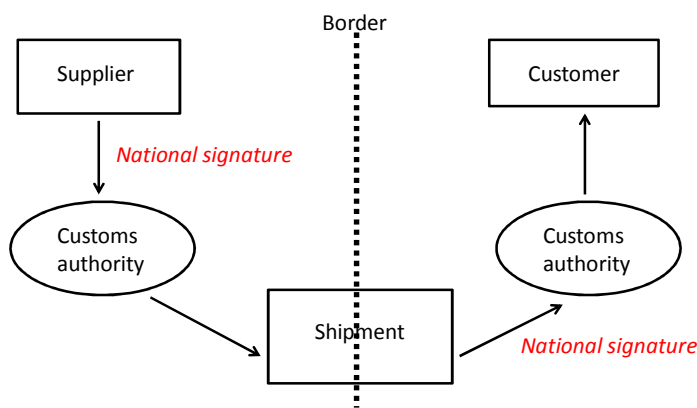 Border
Supplier
Customer
National signature
Customs
authority
Customs
authority
Shipment
National signature